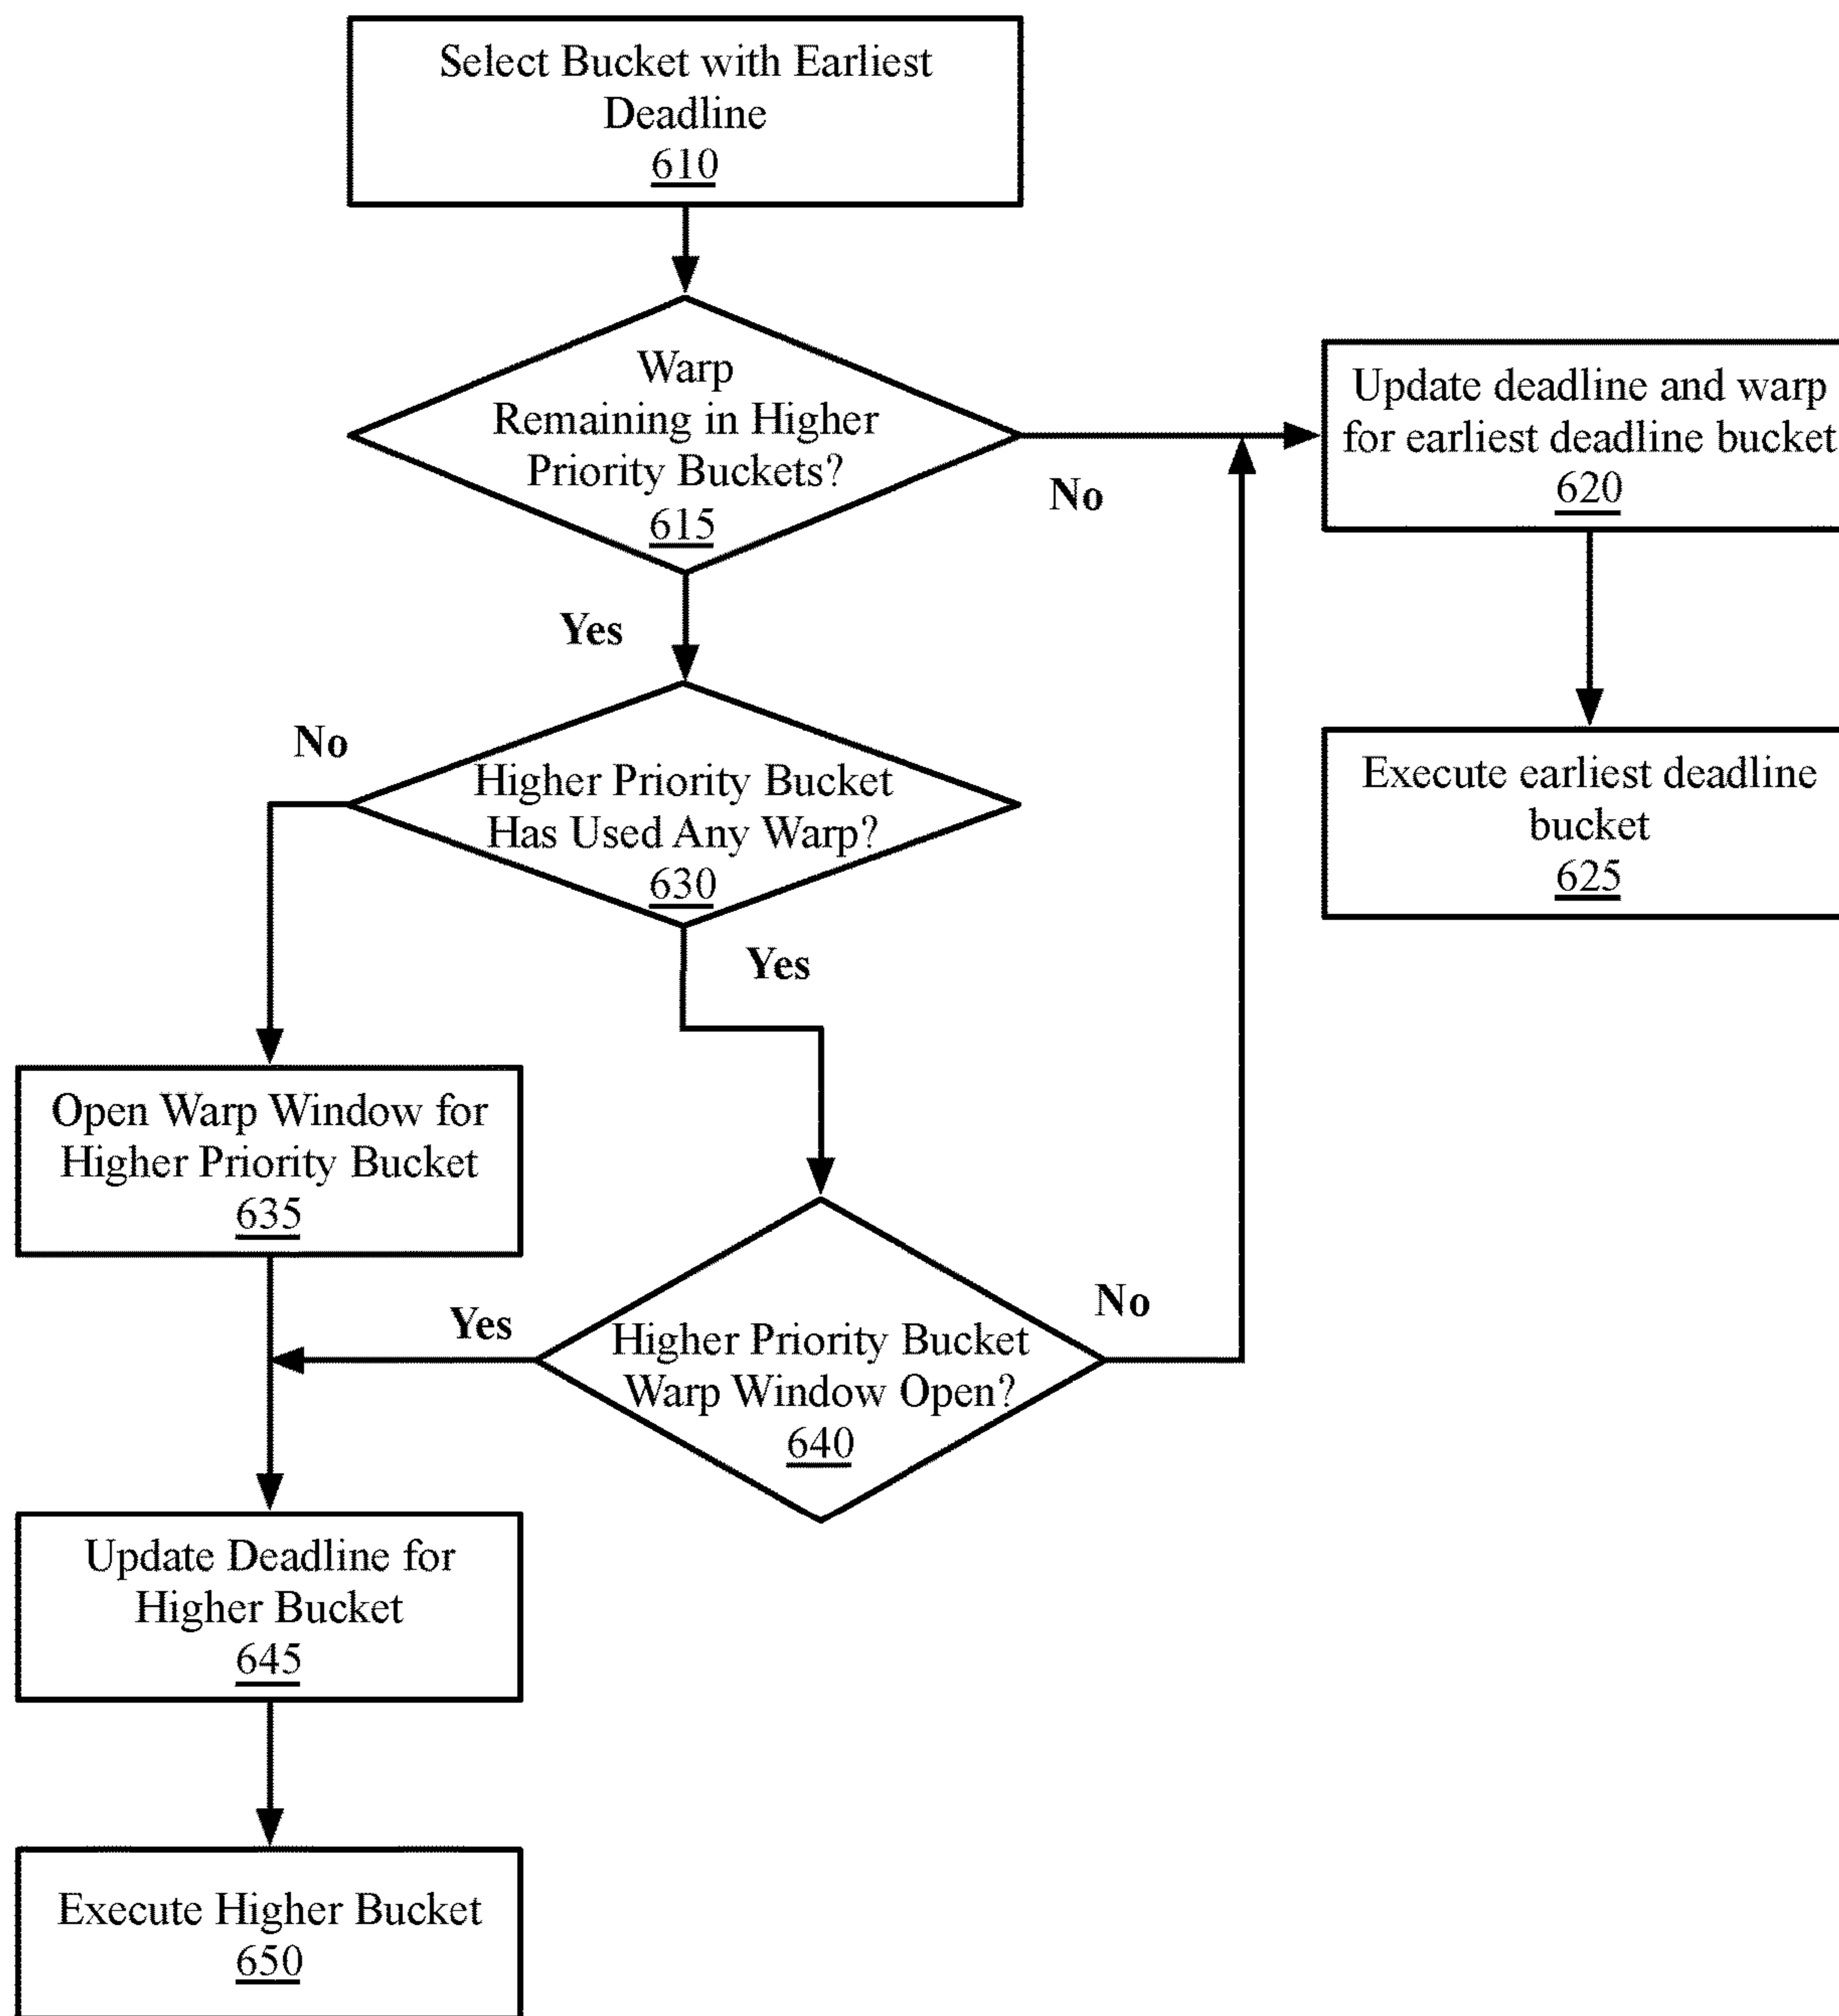 Select Bucket with Earliest
Deadline
610
Warp
Remaining in Higher
Priority Buckets?
615
No
Update deadline and warp
for earliest deadline bucket
620
Yes
Execute earliest deadline
bucket
625
No
Higher Priority Bucket
Has Used Any Warp?
630
Yes
Open Warp Window for
Higher Priority Bucket
635
Yes
Higher Priority Bucket
Warp Window Open?
640
No
Update Deadline for
Higher Bucket
645
Execute Higher Bucket
650